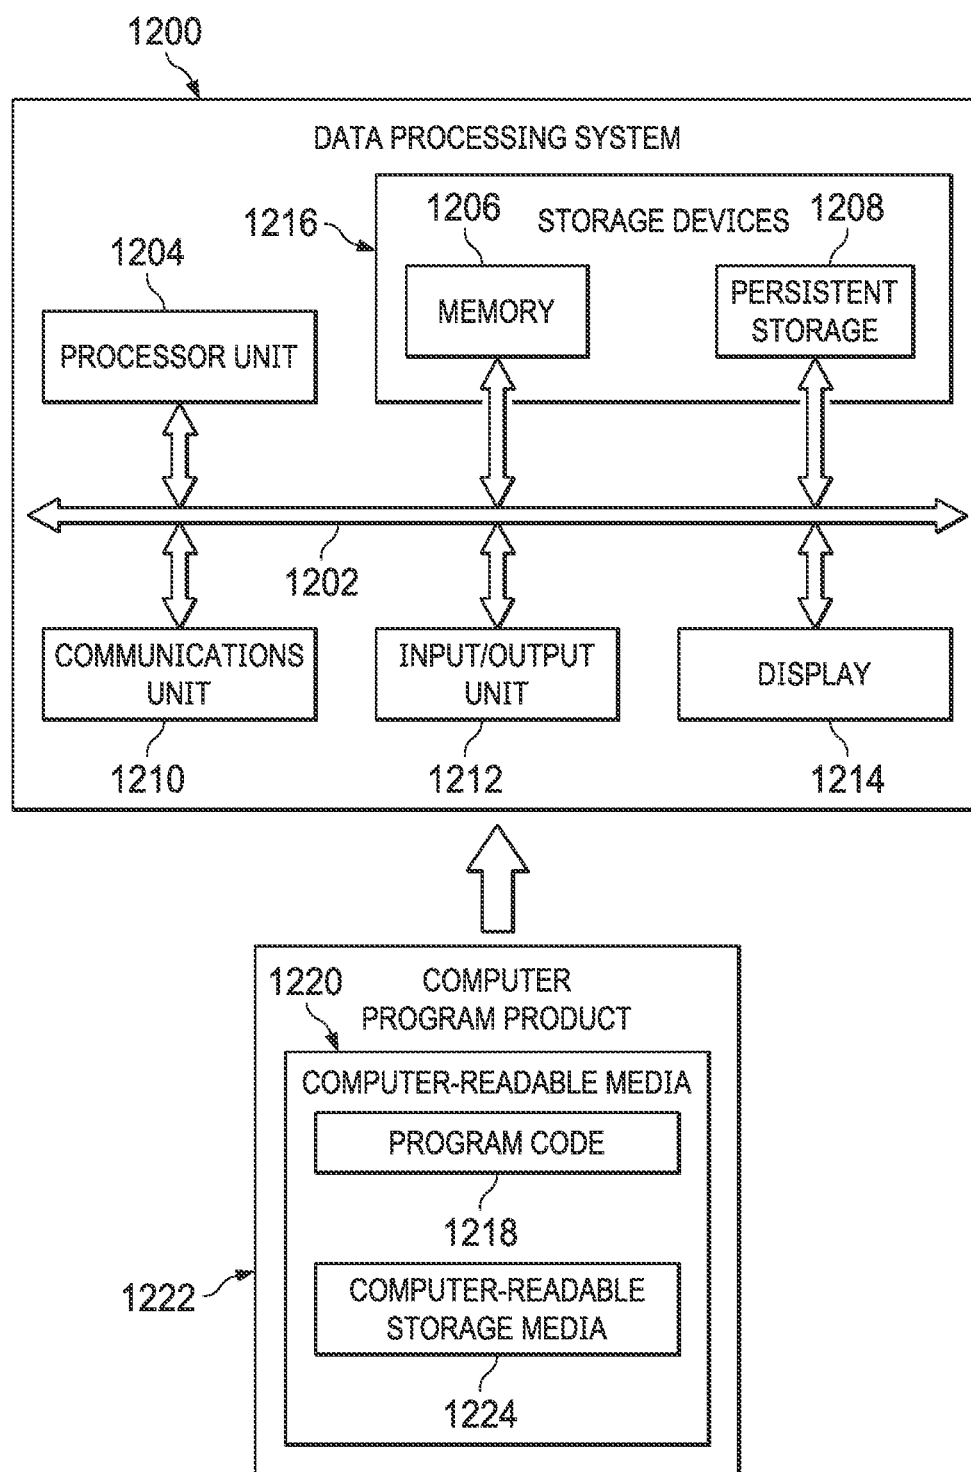 1200
DATA PROCESSING SYSTEM
1216
1206
STORAGE DEVICES
1208
1204
MEMORY
PERSISTENT
STORAGE
PROCESSOR UNIT
1202
COMMUNICATIONS
UNIT
INPUT/OUTPUT
UNIT
DISPLAY
1210
1212
1214
1220
COMPUTER
PROGRAM PRODUCT
COMPUTER-READABLE MEDIA
PROGRAM CODE
1218
1222
COMPUTER-READABLE
STORAGE MEDIA
1224